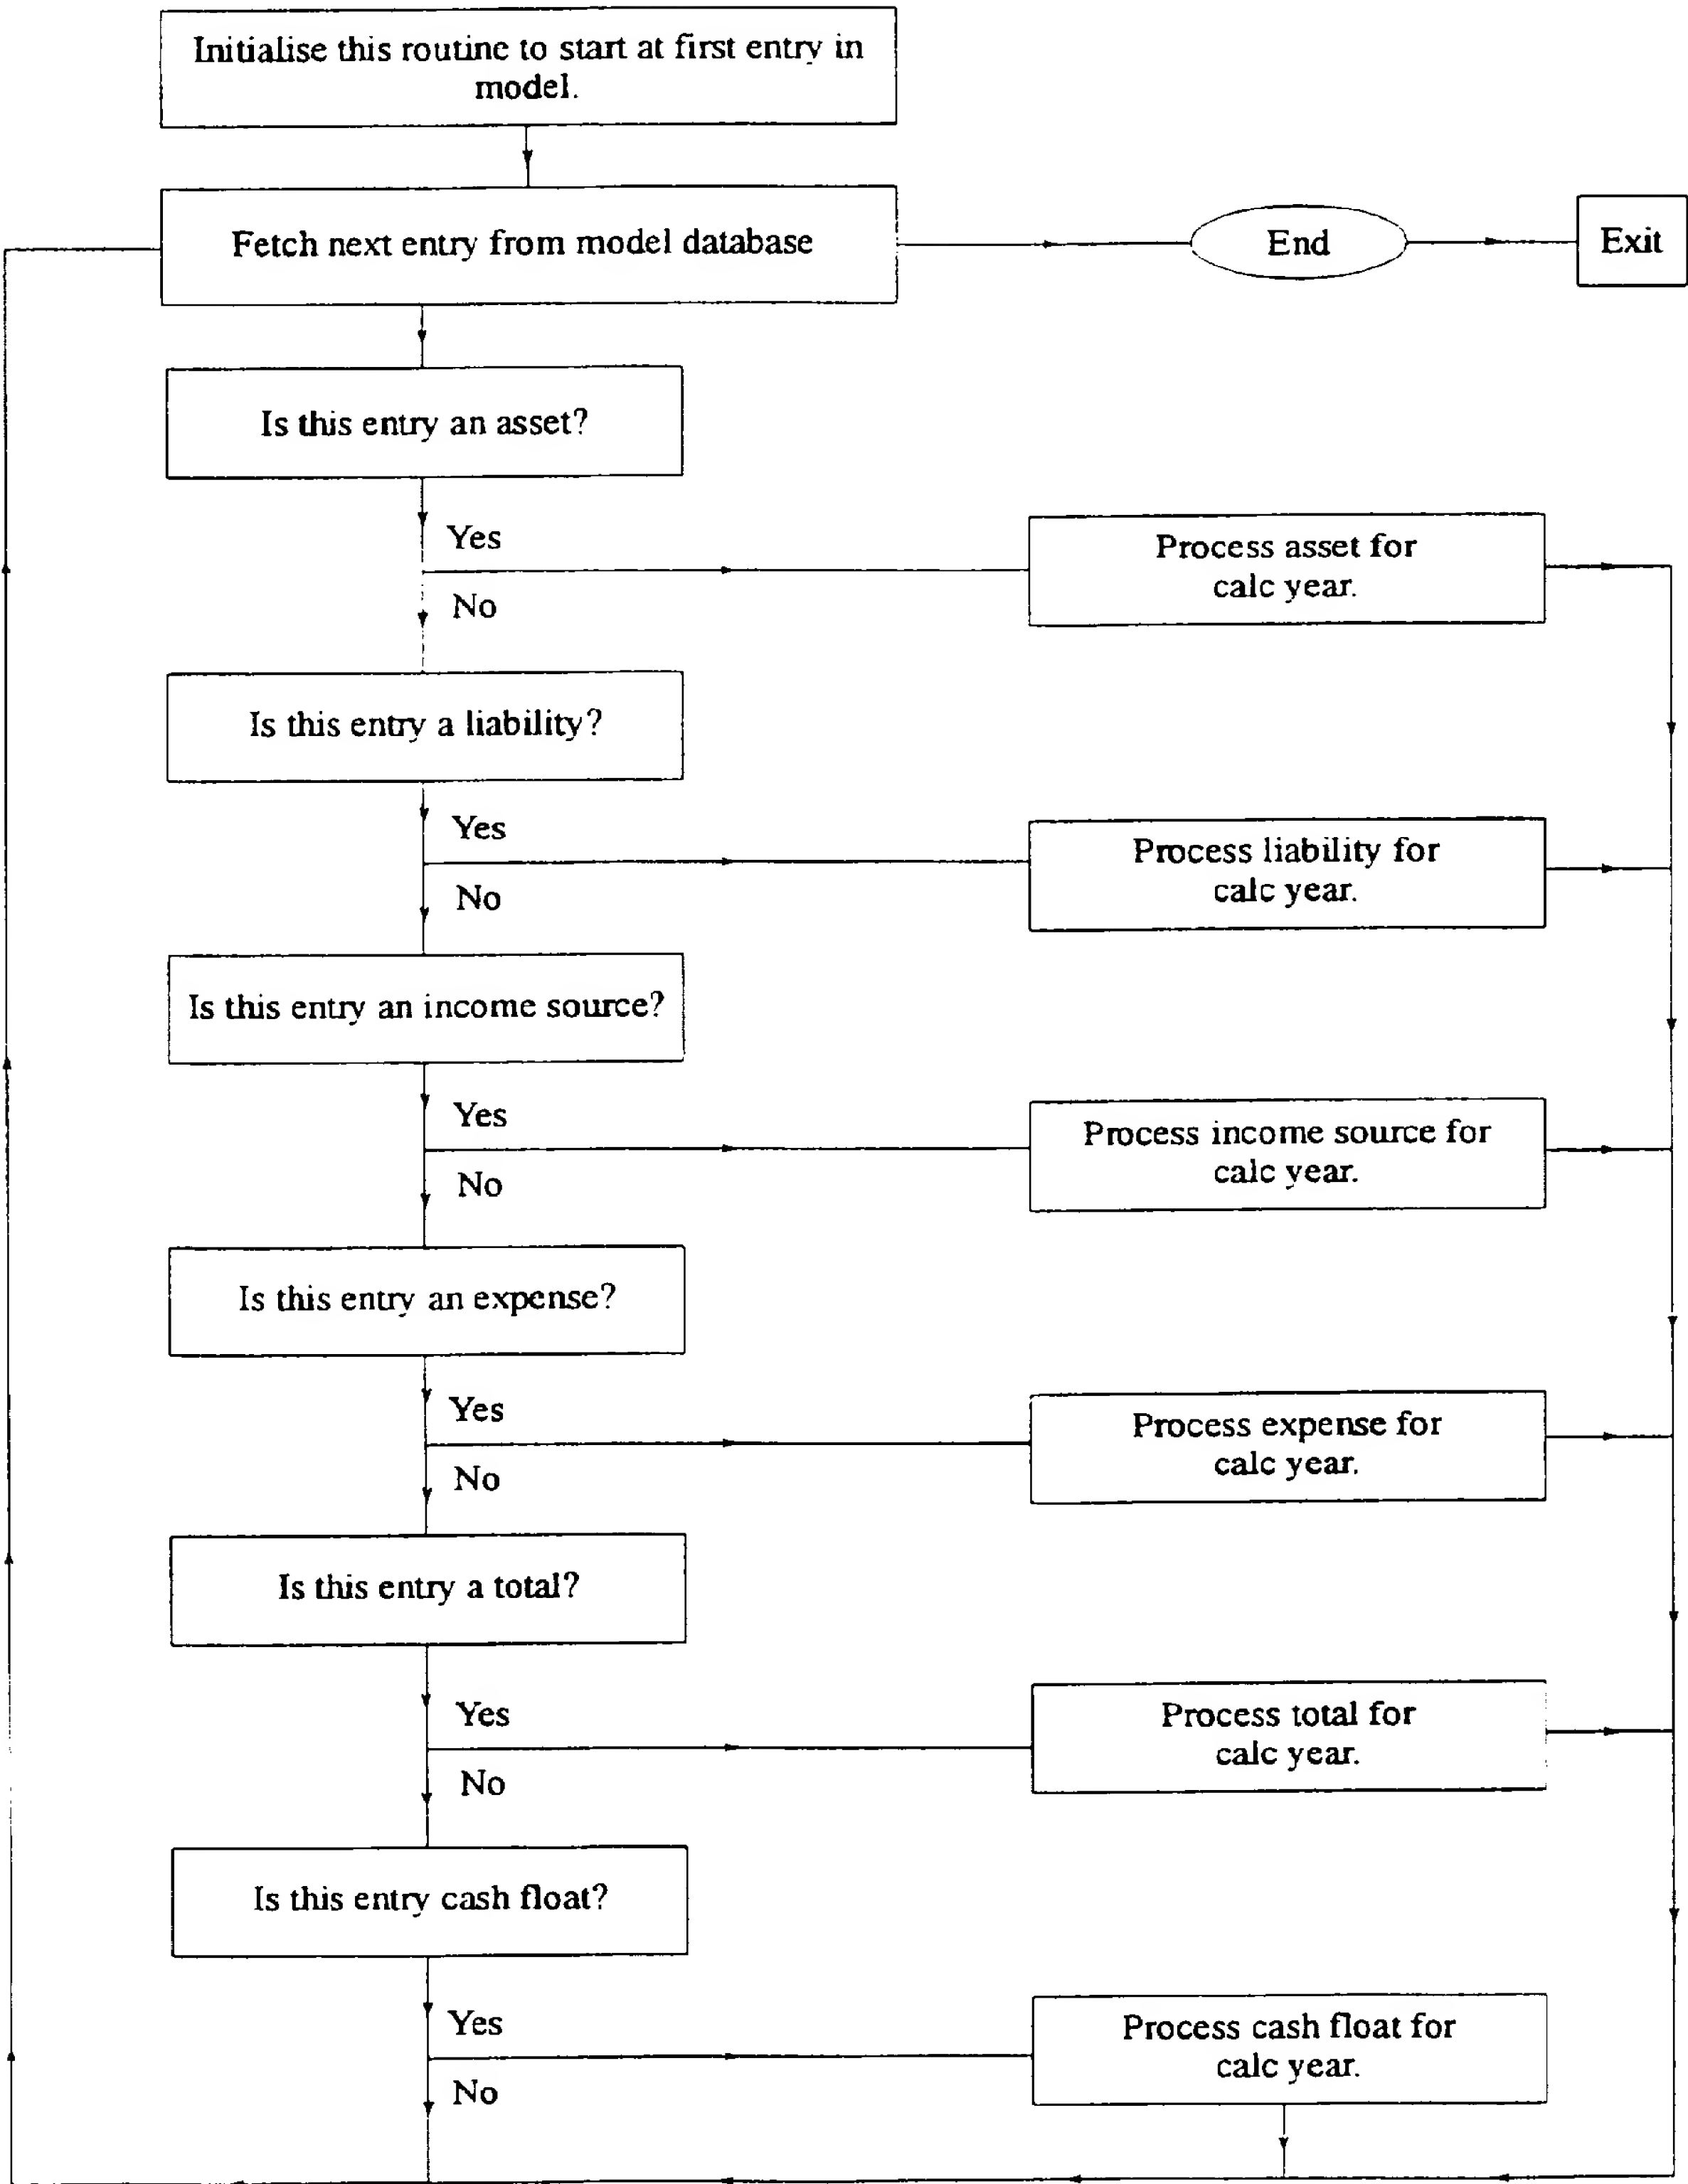 Initialise this routine to start at first entry in
model.
Fetch next entry from model database
End
Exit
Is this entry an asset?
Yes
No
Process asset for
calc year.
Is this entry a liability?
Yes
No
Process liability for
calc year.
Is this entry an income source?
Yes
No
Process income source for
calc year.
Is this entry an expense?
Yes
No
Process expense for
calc year.
Is this entry a total?
Yes
No
Process total for
calc year.
Is this entry cash float?
Yes
No
Process cash float for
calc year.